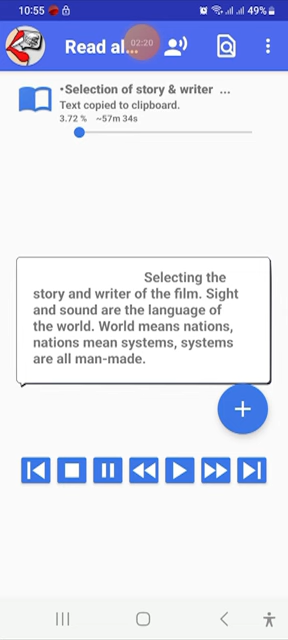 10:55 49%
Read al... 02:20
•Selection of story & writer ...
Text copied to clipboard.
3.72 % ~57m 34s
Selecting the
story and writer of the film. Sight
and sound are the language of
the world. World means nations,
nations mean systems, systems
are all man-made.